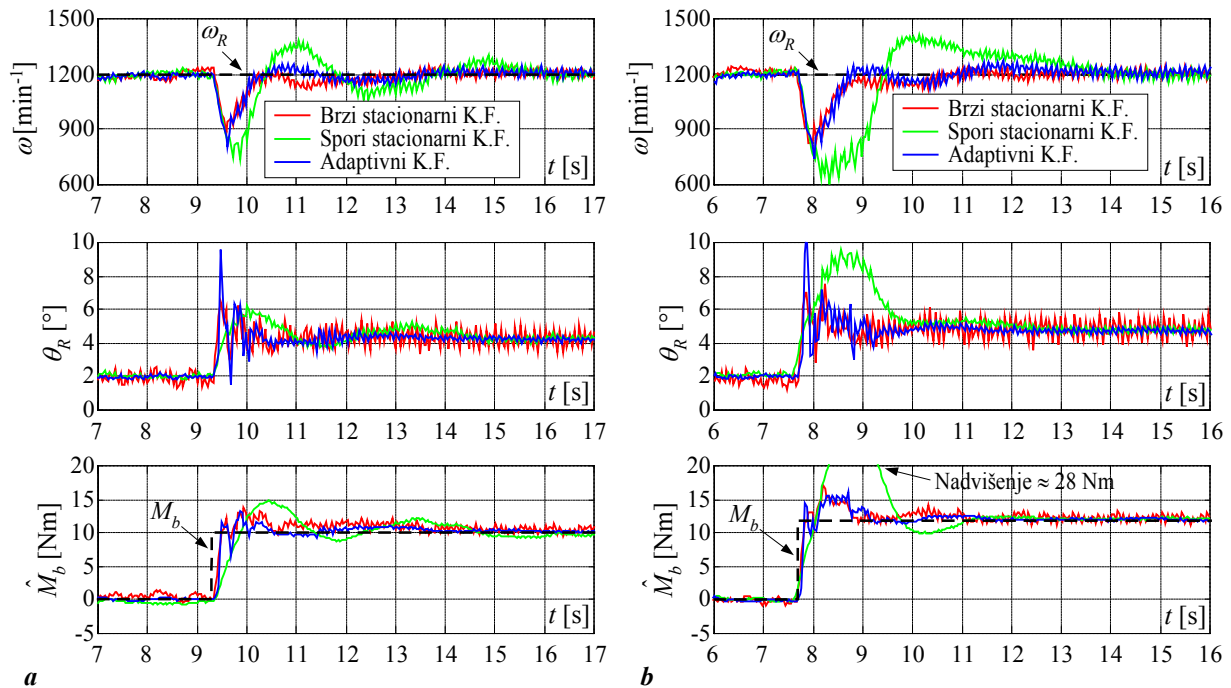 1500
1200
900
600
ω [min⁻¹]
ω_R
Brzi stacionarni K.F.
Spori stacionarni K.F.
Adaptivni K.F.
t [s]
7 8 9 10 11 12 13 14 15 16 17
10
8
6
4
2
0
θ_R [°]
t [s]
7 8 9 10 11 12 13 14 15 16 17
20
15
10
5
0
-5
M̂_b [Nm]
M_b
t [s]
7 8 9 10 11 12 13 14 15 16 17
a
1500
1200
900
600
ω [min⁻¹]
ω_R
Brzi stacionarni K.F.
Spori stacionarni K.F.
Adaptivni K.F.
t [s]
6 7 8 9 10 11 12 13 14 15 16
10
8
6
4
2
0
θ_R [°]
t [s]
6 7 8 9 10 11 12 13 14 15 16
20
15
10
5
0
-5
M̂_b [Nm]
Nadvišenje ≈ 28 Nm
M_b
t [s]
6 7 8 9 10 11 12 13 14 15 16
b